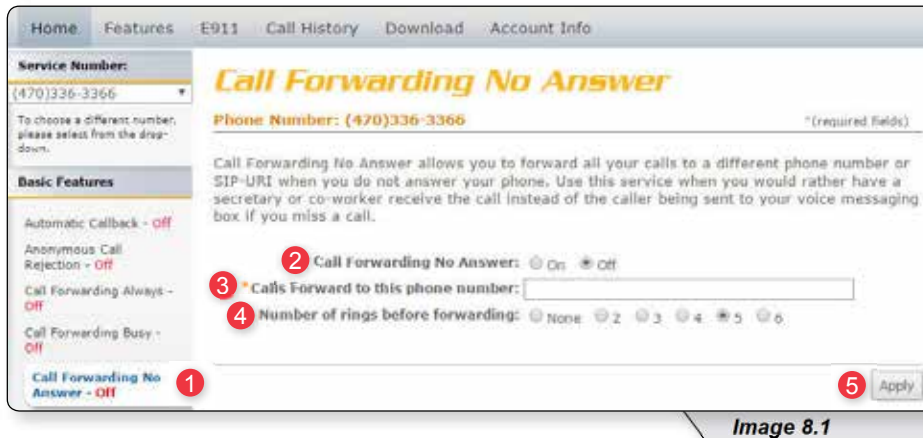 Home Features E911 Call History Download Account Info
Service Number:
(470)336-3366
To choose a different number,
please select from the drop-
down.
Basic Features
Automatic Callback - Off
Anonymous Call
Rejection - Off
Call Forwarding Always -
Off
Call Forwarding Busy -
Off
Call Forwarding No
Answer - Off
1
Call Forwarding No Answer
Phone Number: (470)336-3366
*(required fields)
Call Forwarding No Answer allows you to forward all your calls to a different phone number or
SIP-URI when you do not answer your phone. Use this service when you would rather have a
secretary or co-worker receive the call instead of the caller being sent to your voice messaging
box if you miss a call.
2 Call Forwarding No Answer: On Off
3 *Calls Forward to this phone number:
4 Number of rings before forwarding: None 2 3 4 5 6
5 Apply
Image 8.1